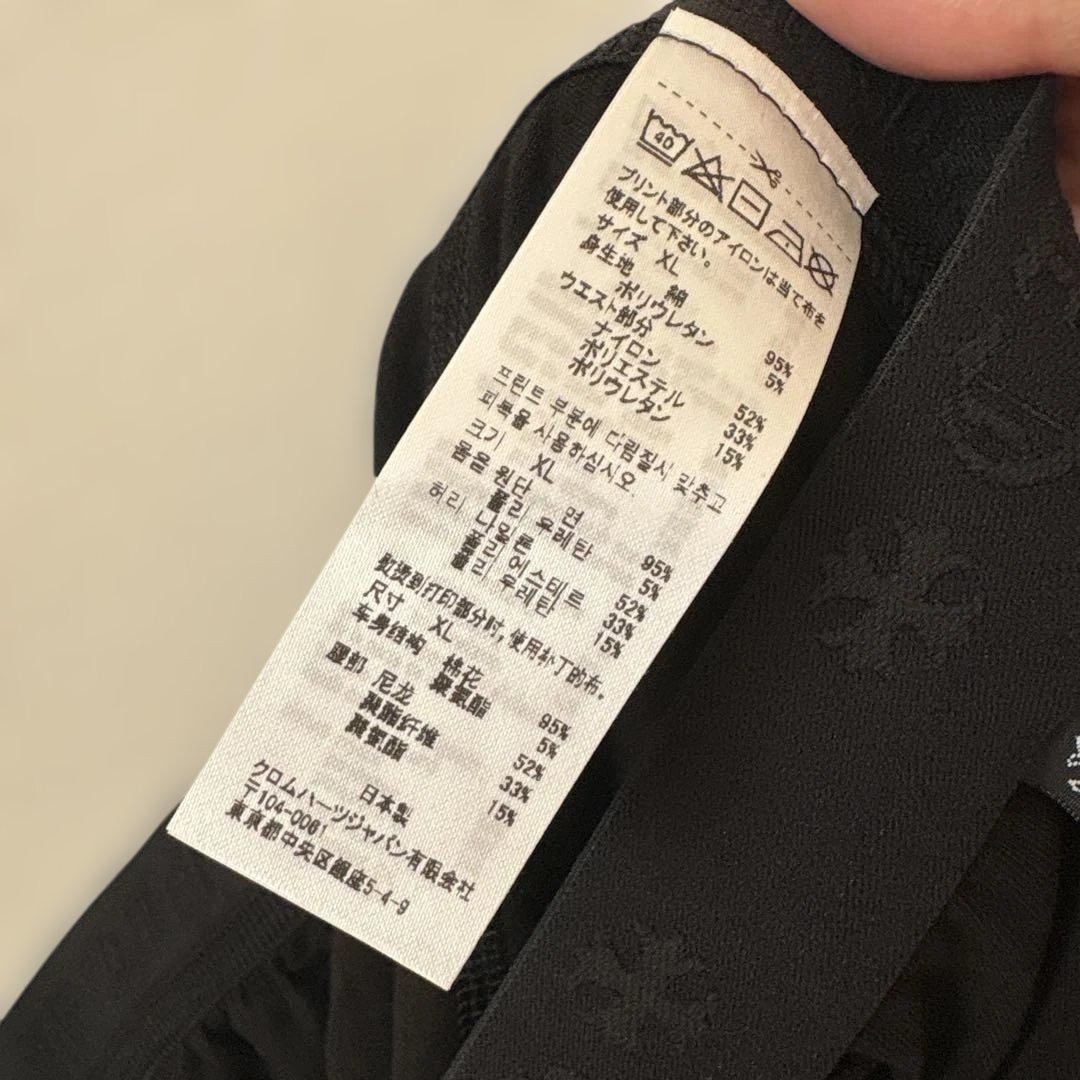 40
プリント部分のアイロンは当て布を
使用して下さい。
サイズ XL
身生地 綿 95%
ポリウレタン 5%
ウエスト部分
ナイロン 52%
ポリエステル 33%
ポリウレタン 15%
프린트 부분에 다림질시 맞추고
피복을 사용하십시오.
크기 XL
몸은 원단 면 95%
폴리 우레탄 5%
허리 나일론 52%
폴리에스테르 33%
폴리 우레탄 15%
熨烫到打印部分时，使用补丁的布。
尺寸 XL
车身结构 棉花 95%
聚氨酯 5%
腰部 尼龙 52%
聚酯纤维 33%
聚氨酯 15%
日本製
クロムハーツジャパン有限会社
〒104-0061
東京都中央区銀座5-4-9